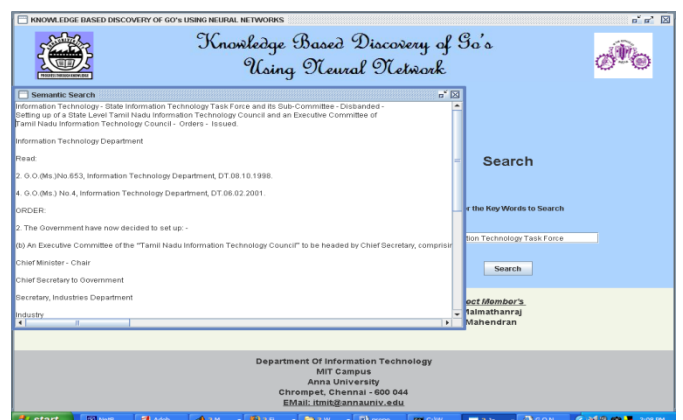 KNOWLEDGE BASED DISCOVERY OF GO's USING NEURAL NETWORKS
Knowledge Based Discovery of Go's
Using Neural Network
Semantic Search
Information Technology - State Information Technology Task Force and its Sub-Committee - Disbanded -
Setting up of a State Level Tamil Nadu Information Technology Council and an Executive Committee of
Tamil Nadu Information Technology Council - Orders - Issued.
Information Technology Department
Read:
2. G.O.(Ms.)No.653, Information Technology Department, DT.08.10.1998.
4. G.O.(Ms.) No.4, Information Technology Department, DT.06.02.2001.
ORDER:
2. The Government have now decided to set up: -
(b) An Executive Committee of the "Tamil Nadu Information Technology Council" to be headed by Chief Secretary, comprisin
Chief Minister - Chair
Chief Secretary to Government
Secretary, Industries Department
Industry
Search
r the Key Words to Search
tion Technology Task Force
Search
ect Member's
Malmathanraj
Mahendran
Department Of Information Technology
MIT Campus
Anna University
Chrompet, Chennai - 600 044
EMail: itmit@annauniv.edu
start
3:08 PM